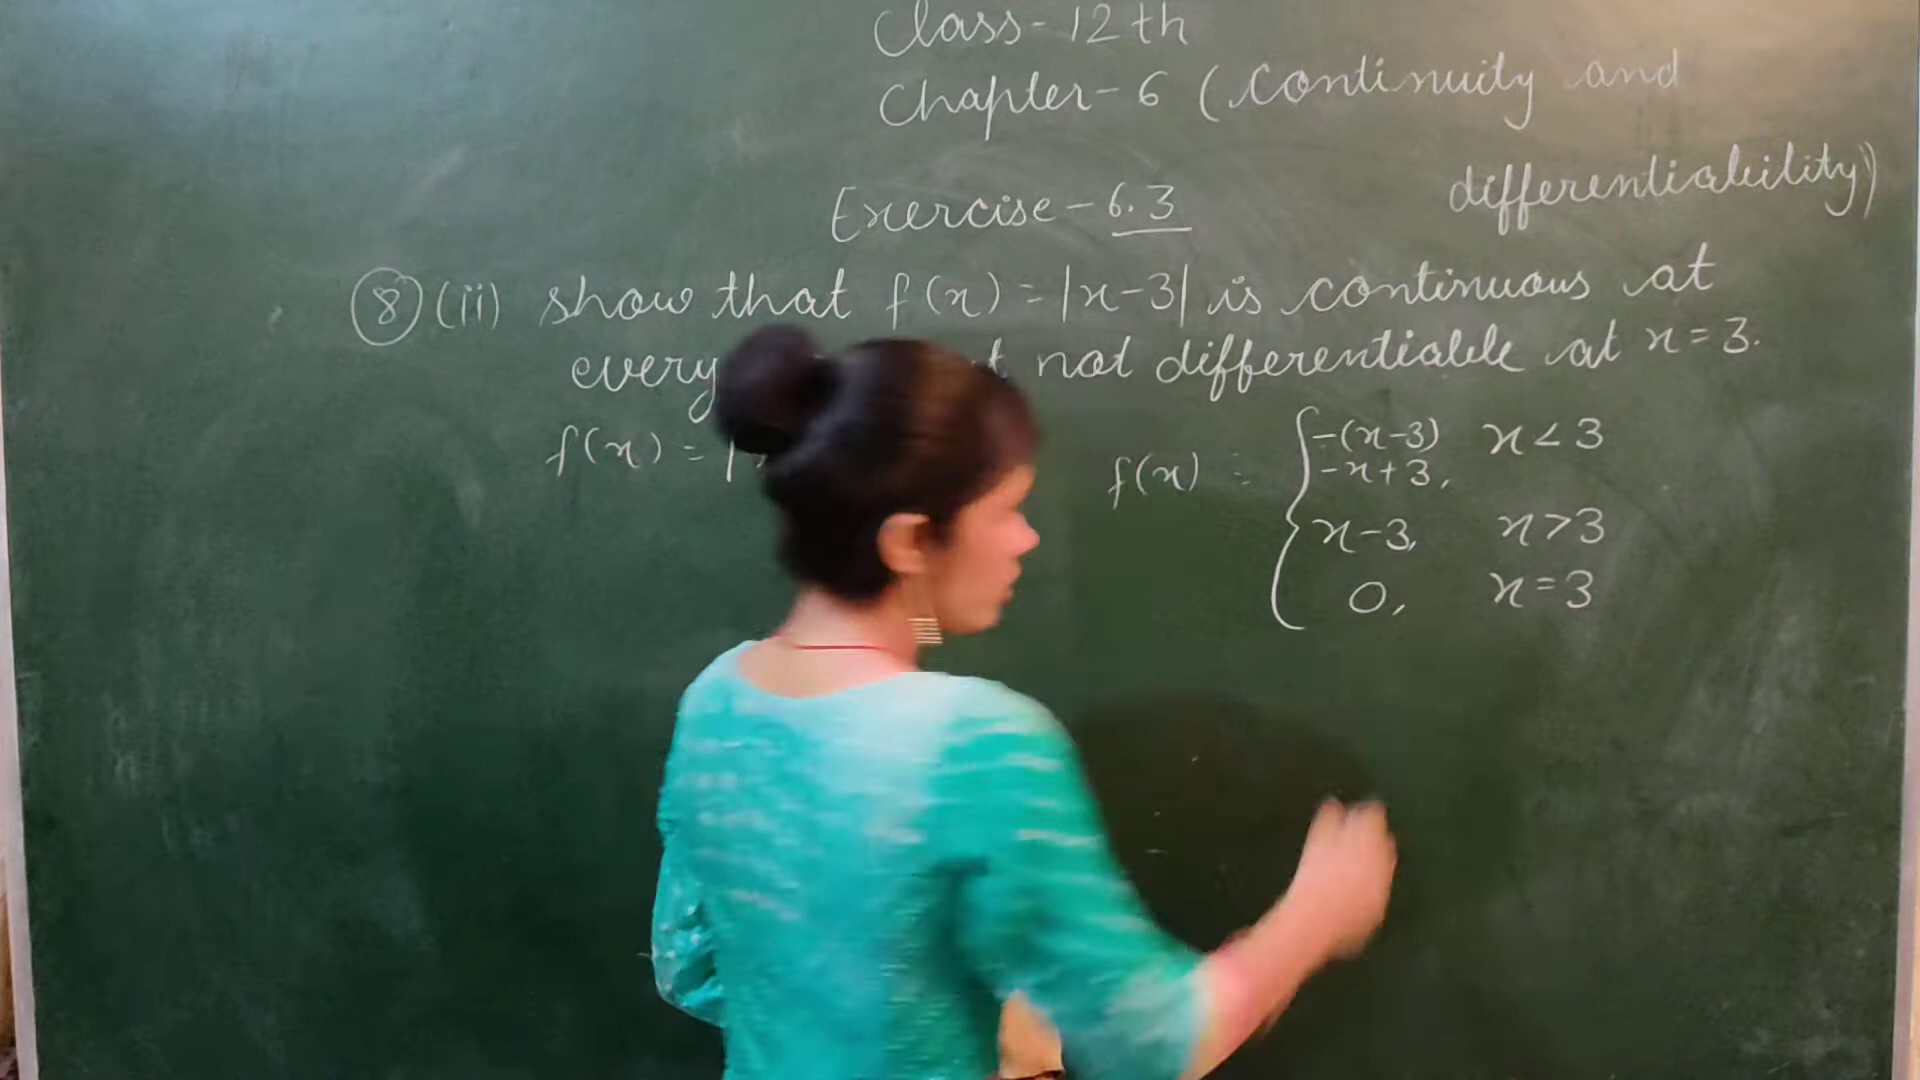 Class-12th
Chapter-6 (Continuity and
differentiability)
Exercise-6.3
8 (ii) show that f(x) = |x-3| is continuous at
every not differentiable at x = 3.
f(x) = |
f(x) = { -(x-3) x < 3
-x+3,
x-3, x > 3
0, x = 3